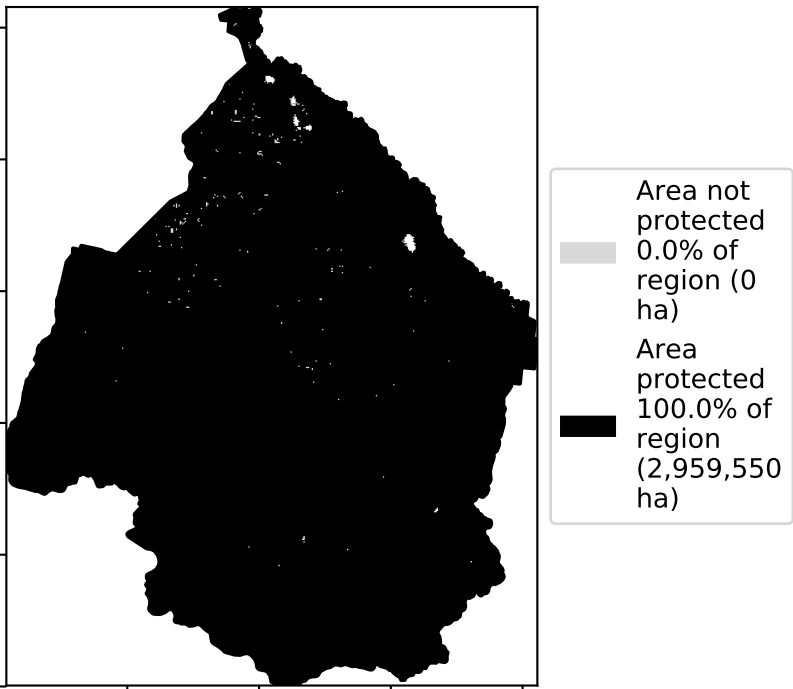 Area not
protected
0.0% of
region (0
ha)
Area
protected
100.0% of
region
(2,959,550
ha)